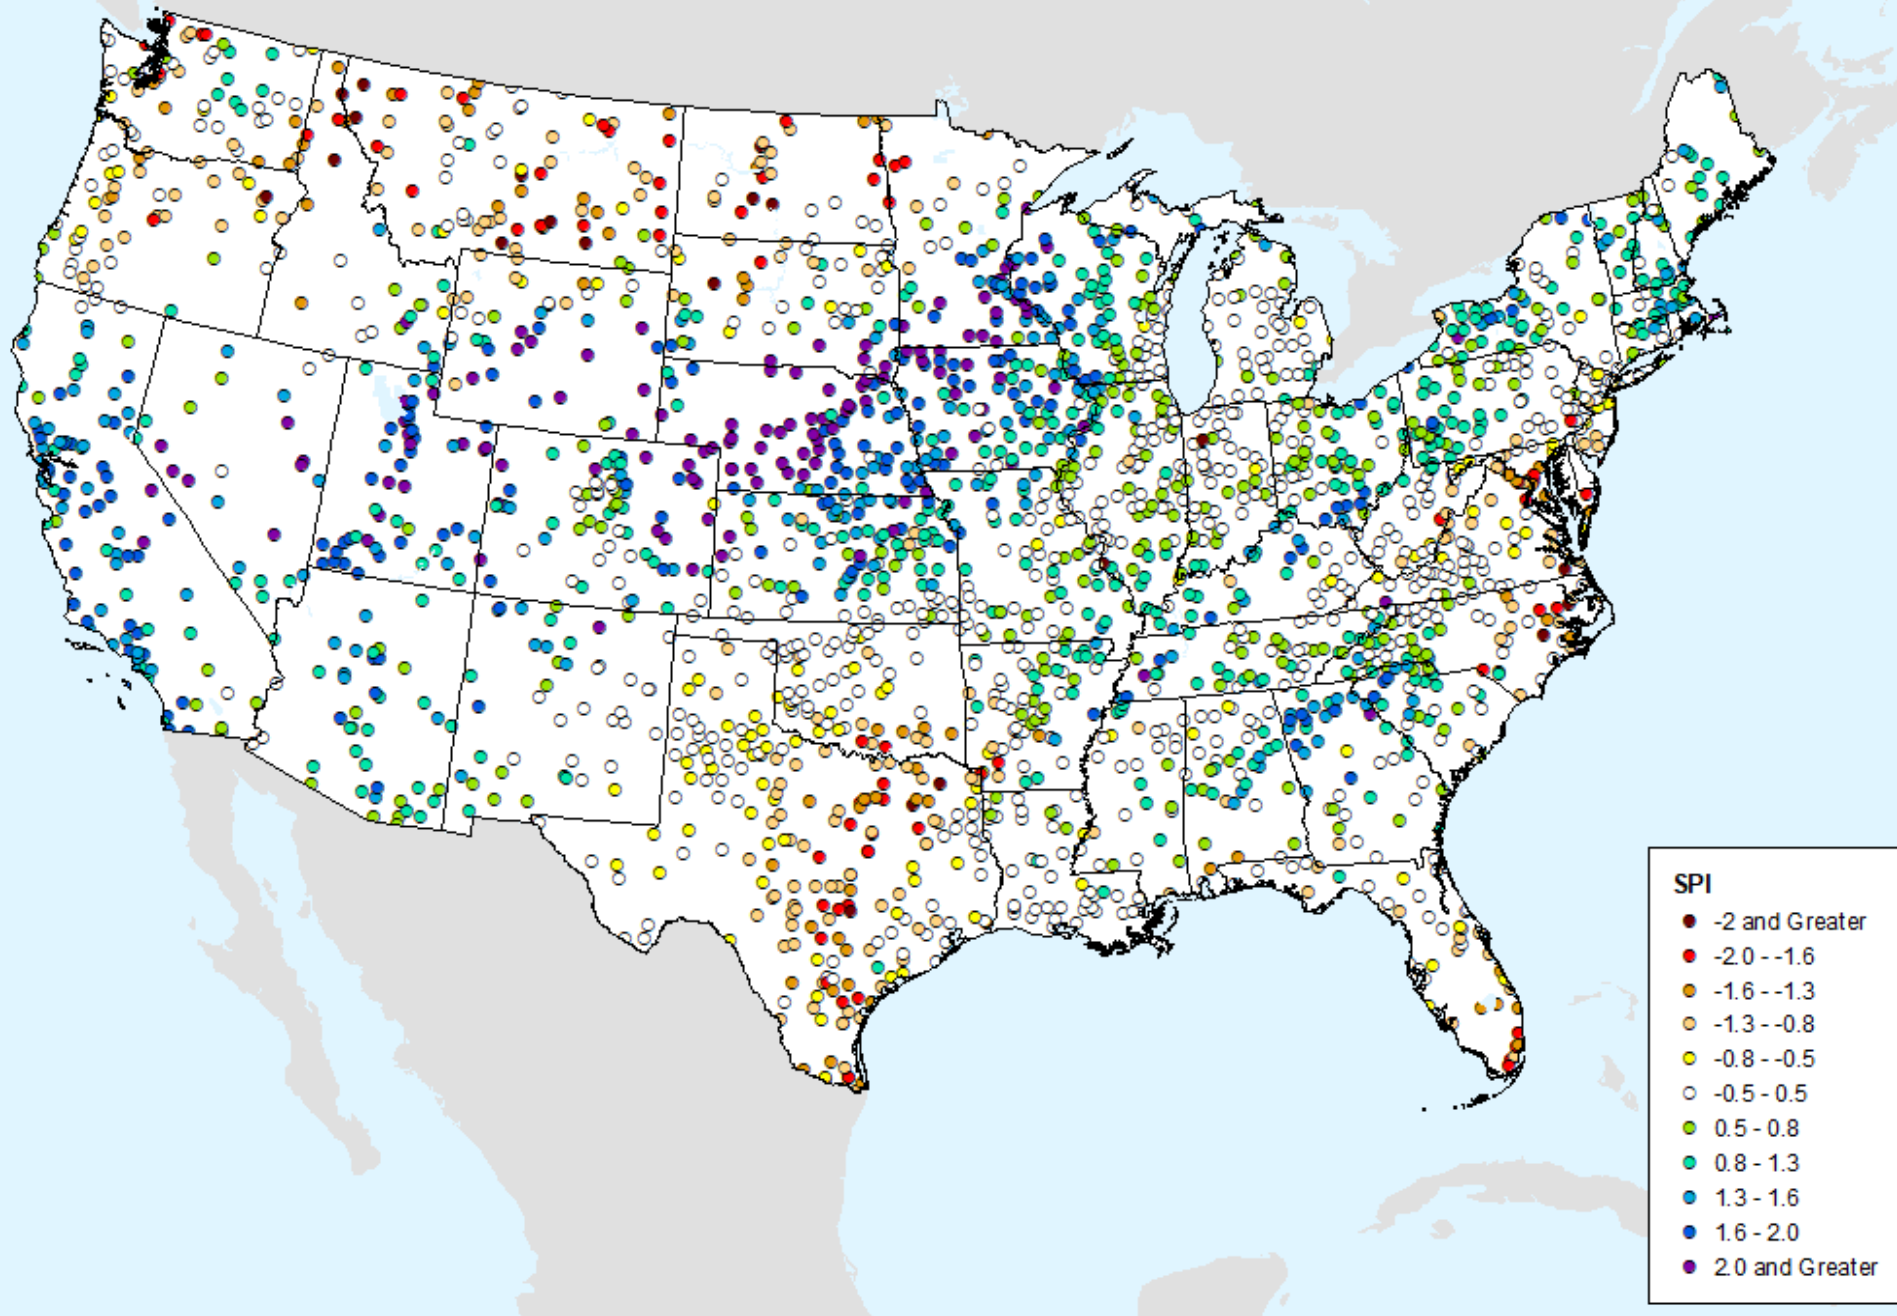 SPI
-2 and Greater
-2.0 - -1.6
-1.6 - -1.3
-1.3 - -0.8
-0.8 - -0.5
-0.5 - 0.5
0.5 - 0.8
0.8 - 1.3
1.3 - 1.6
1.6 - 2.0
2.0 and Greater